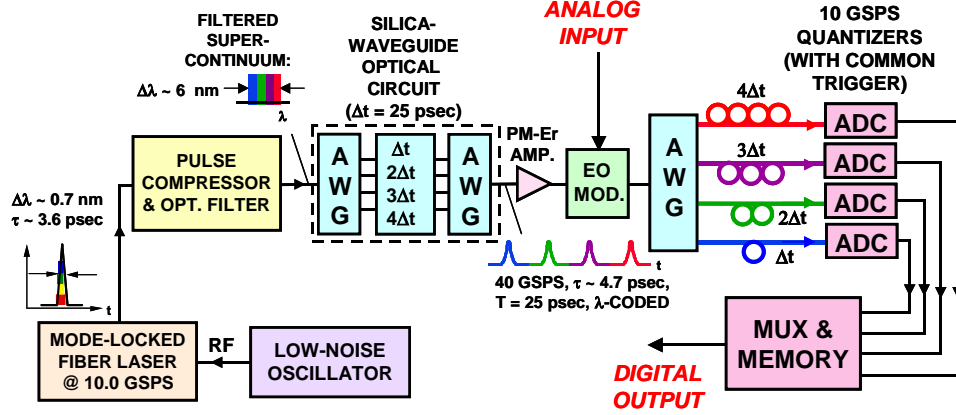 FILTERED
SUPER-
CONTINUUM:
Δλ ~ 6 nm
λ
SILICA-
WAVEGUIDE
OPTICAL
CIRCUIT
(Δt = 25 psec)
ANALOG
INPUT
10 GSPS
QUANTIZERS
(WITH COMMON
TRIGGER)
PULSE
COMPRESSOR
& OPT. FILTER
A
W
G
Δt
2Δt
3Δt
4Δt
A
W
G
PM-Er
AMP.
EO
MOD.
A
W
G
4Δt
ADC
3Δt
ADC
2Δt
ADC
Δt
ADC
Δλ ~ 0.7 nm
τ ~ 3.6 psec
t
t
40 GSPS, τ ~ 4.7 psec,
T = 25 psec, λ-CODED
MODE-LOCKED
FIBER LASER
@ 10.0 GSPS
RF
LOW-NOISE
OSCILLATOR
MUX &
MEMORY
DIGITAL
OUTPUT